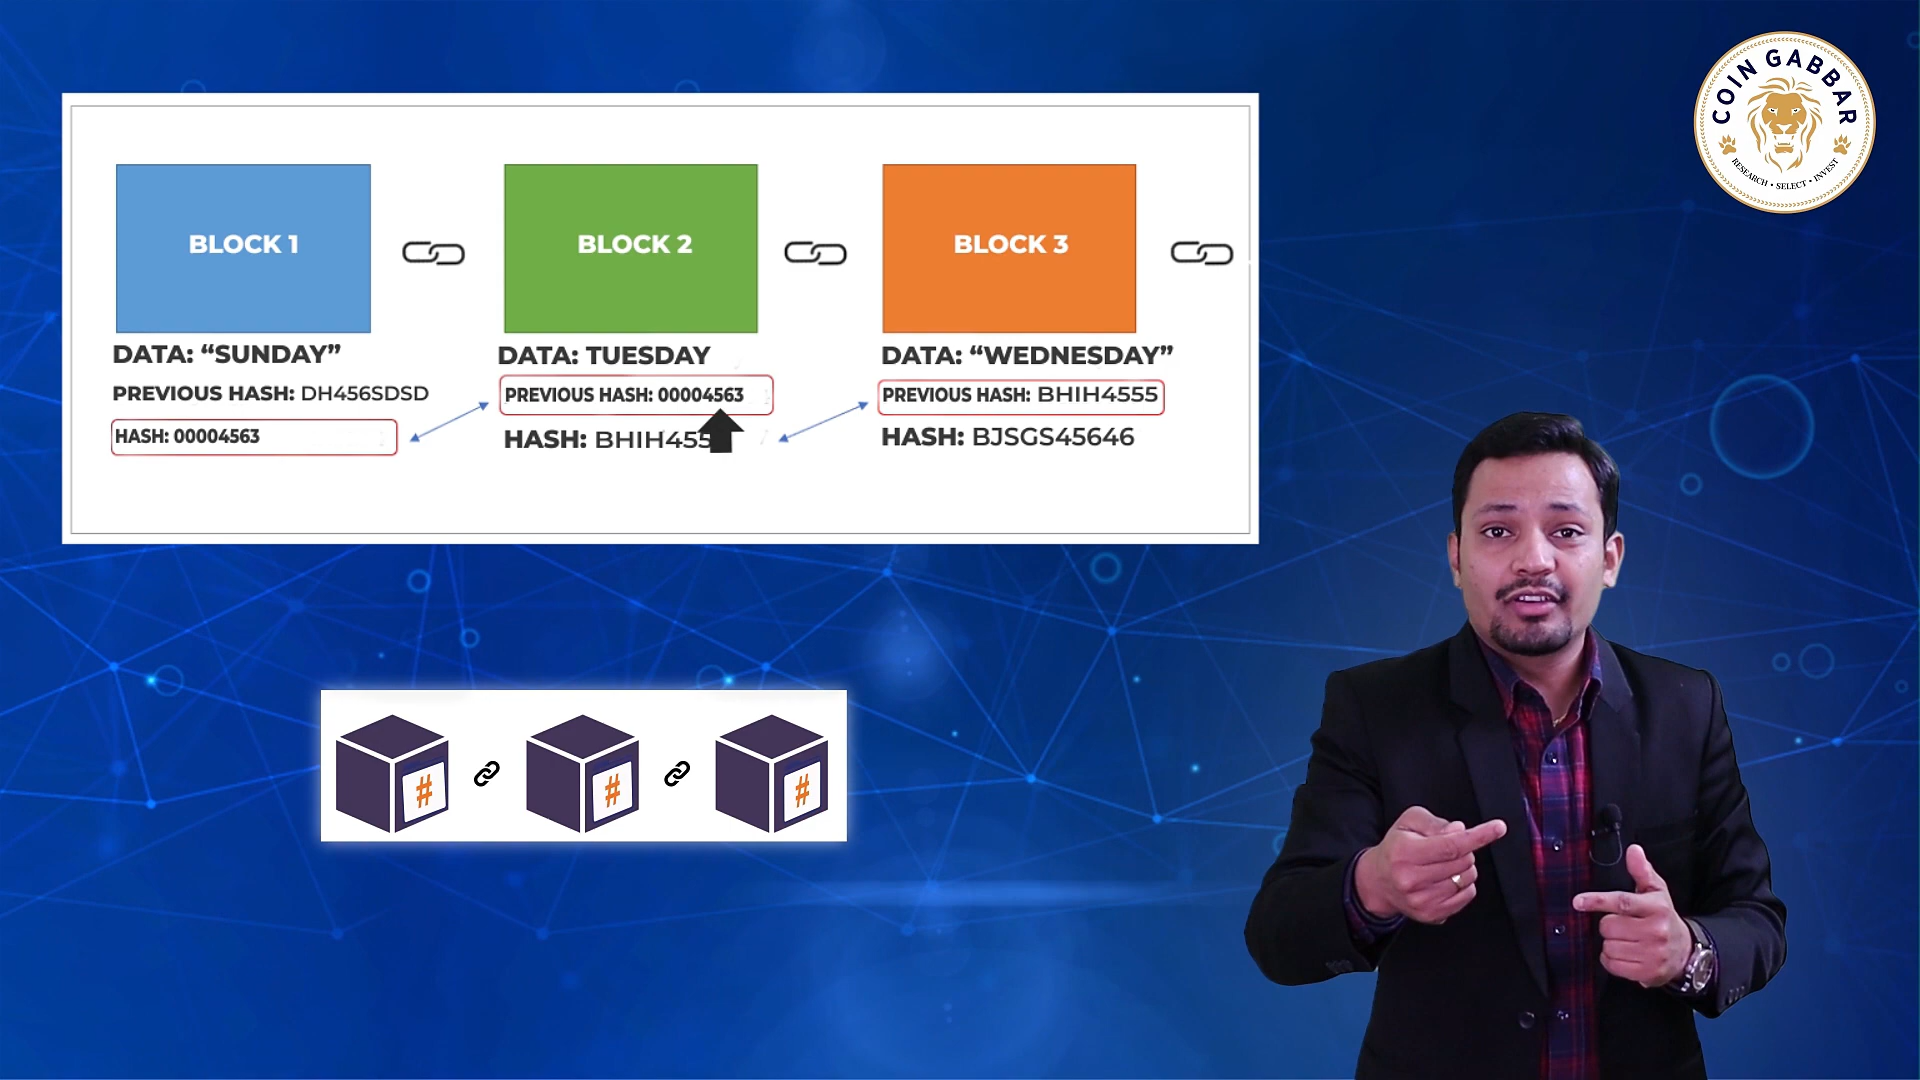 COIN GABBAR
RESEARCH • SELECT • INVEST
BLOCK 1
BLOCK 2
BLOCK 3
DATA: “SUNDAY”
PREVIOUS HASH: DH456SDSD
HASH: 00004563
DATA: TUESDAY
PREVIOUS HASH: 00004563
HASH:
DATA: “WEDNESDAY”
PREVIOUS HASH: BHIH4555
HASH: BJSGS45646
#
#
#